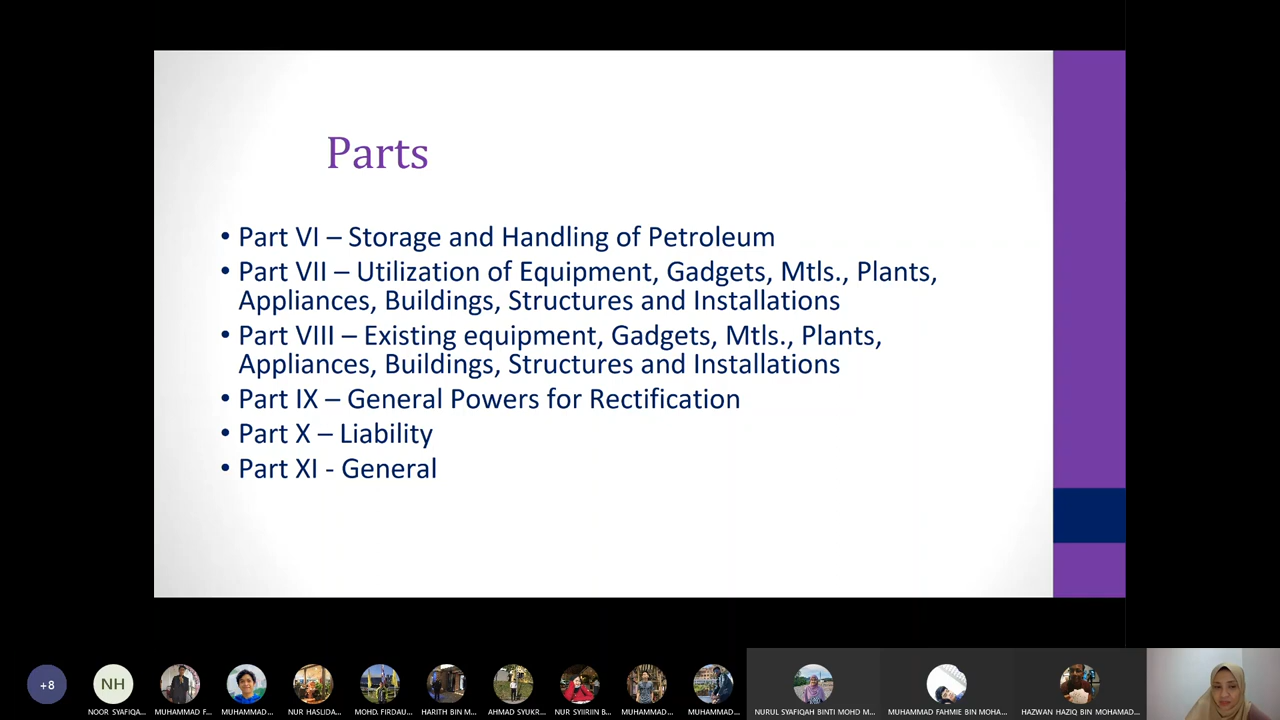 Parts
• Part VI – Storage and Handling of Petroleum
• Part VII – Utilization of Equipment, Gadgets, Mtls., Plants,
Appliances, Buildings, Structures and Installations
• Part VIII – Existing equipment, Gadgets, Mtls., Plants,
Appliances, Buildings, Structures and Installations
• Part IX – General Powers for Rectification
• Part X – Liability
• Part XI - General
+8
NH
NOOR SYAFIQA...
MUHAMMAD F...
MUHAMMAD...
NUR HASLIDA...
MOHD. FIRDAU...
HARITH BIN M...
AHMAD SYUKR...
NUR SYIIRIIN B...
MUHAMMAD...
MUHAMMAD...
NURUL SYAFIQAH BINTI MOHD M...
MUHAMMAD FAHMIE BIN MOHA...
HAZWAN HAZIQ BIN MOHAMAD...